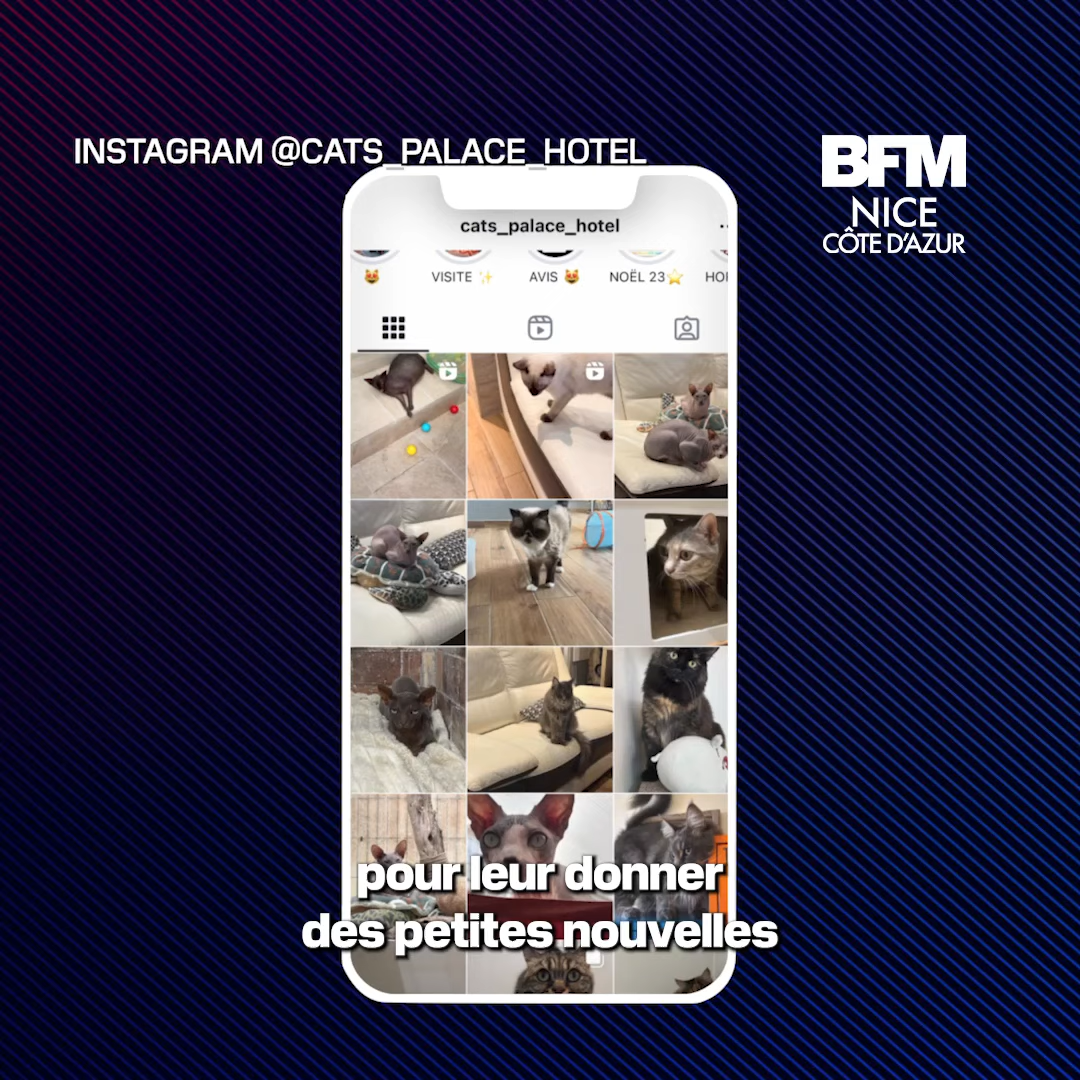 INSTAGRAM @CATS_PALACE_HOTEL
BFM
NICE
CÔTE D'AZUR
cats_palace_hotel
VISITE ✨
AVIS 😻
NOËL 23⭐
pour leur donner
des petites nouvelles